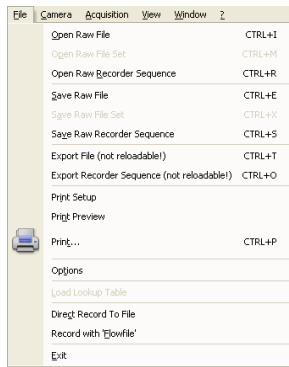 File Camera Acquisition View Window ?
Open Raw File CTRL+I
Open Raw File Set CTRL+M
Open Raw Recorder Sequence CTRL+R
Save Raw File CTRL+E
Save Raw File Set CTRL+X
Save Raw Recorder Sequence CTRL+S
Export File (not reloadable!) CTRL+T
Export Recorder Sequence (not reloadable!) CTRL+O
Print Setup
Print Preview
Print... CTRL+P
Options
Load Lookup Table
Direct Record To File
Record with 'Flowfile'
Exit